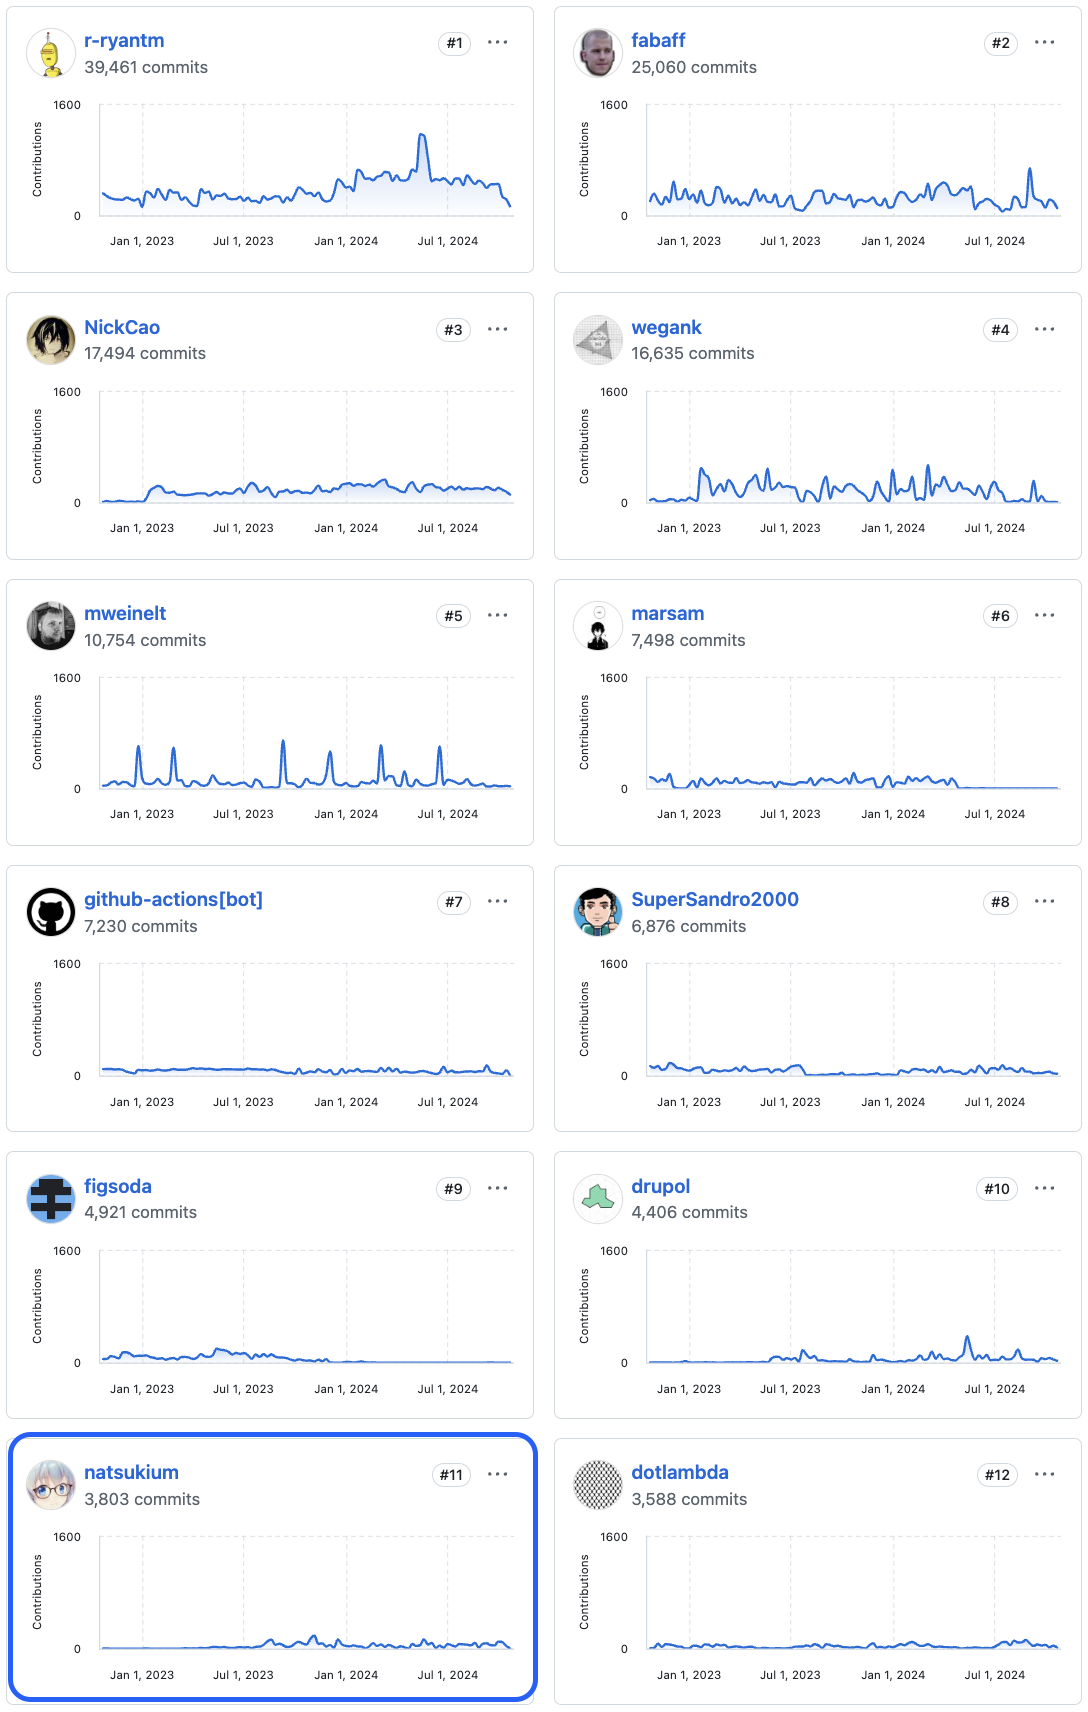 r-ryantm
#1
39,461 commits
1600
Contributions
0
Jan 1, 2023
Jul 1, 2023
Jan 1, 2024
Jul 1, 2024
fabaff
#2
25,060 commits
1600
Contributions
0
Jan 1, 2023
Jul 1, 2023
Jan 1, 2024
Jul 1, 2024
NickCao
#3
17,494 commits
1600
Contributions
0
Jan 1, 2023
Jul 1, 2023
Jan 1, 2024
Jul 1, 2024
wegank
#4
16,635 commits
1600
Contributions
0
Jan 1, 2023
Jul 1, 2023
Jan 1, 2024
Jul 1, 2024
mweinelt
#5
10,754 commits
1600
Contributions
0
Jan 1, 2023
Jul 1, 2023
Jan 1, 2024
Jul 1, 2024
marsam
#6
7,498 commits
1600
Contributions
0
Jan 1, 2023
Jul 1, 2023
Jan 1, 2024
Jul 1, 2024
github-actions[bot]
#7
7,230 commits
1600
Contributions
0
Jan 1, 2023
Jul 1, 2023
Jan 1, 2024
Jul 1, 2024
SuperSandro2000
#8
6,876 commits
1600
Contributions
0
Jan 1, 2023
Jul 1, 2023
Jan 1, 2024
Jul 1, 2024
figsoda
#9
4,921 commits
1600
Contributions
0
Jan 1, 2023
Jul 1, 2023
Jan 1, 2024
Jul 1, 2024
drupol
#10
4,406 commits
1600
Contributions
0
Jan 1, 2023
Jul 1, 2023
Jan 1, 2024
Jul 1, 2024
natsukium
#11
3,803 commits
1600
Contributions
0
Jan 1, 2023
Jul 1, 2023
Jan 1, 2024
Jul 1, 2024
dotlambda
#12
3,588 commits
1600
Contributions
0
Jan 1, 2023
Jul 1, 2023
Jan 1, 2024
Jul 1, 2024